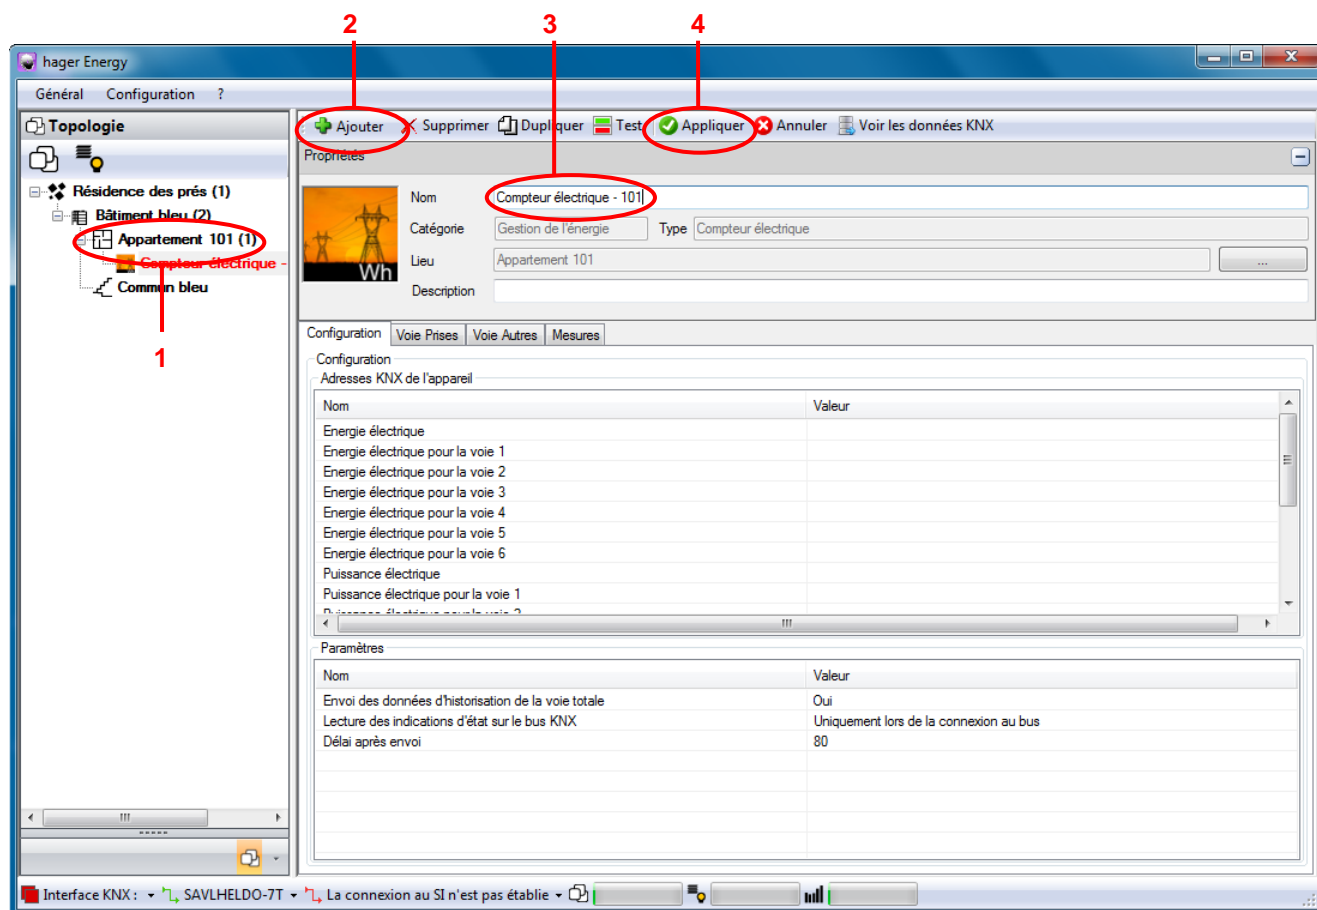 2 3 4
hager Energy
Général Configuration ?
Topologie
Ajouter Supprimer Dupliquer Test Appliquer Annuler Voir les données KNX
Propriétés
Résidence des prés (1)
Bâtiment bleu (2)
Appartement 101 (1)
Compteur électrique -
Commun bleu
1
Wh
Nom Compteur électrique - 101
Catégorie Gestion de l'énergie Type Compteur électrique
Lieu Appartement 101 ...
Description
Configuration Voie Prises Voie Autres Mesures
Configuration
Adresses KNX de l'appareil
Nom Valeur
Energie électrique
Energie électrique pour la voie 1
Energie électrique pour la voie 2
Energie électrique pour la voie 3
Energie électrique pour la voie 4
Energie électrique pour la voie 5
Energie électrique pour la voie 6
Puissance électrique
Puissance électrique pour la voie 1
Puissance électrique pour la voie 2
Paramètres
Nom Valeur
Envoi des données d'historisation de la voie totale Oui
Lecture des indications d'état sur le bus KNX Uniquement lors de la connexion au bus
Délai après envoi 80
Interface KNX : SAVLHELDO-7T La connexion au SI n'est pas établie